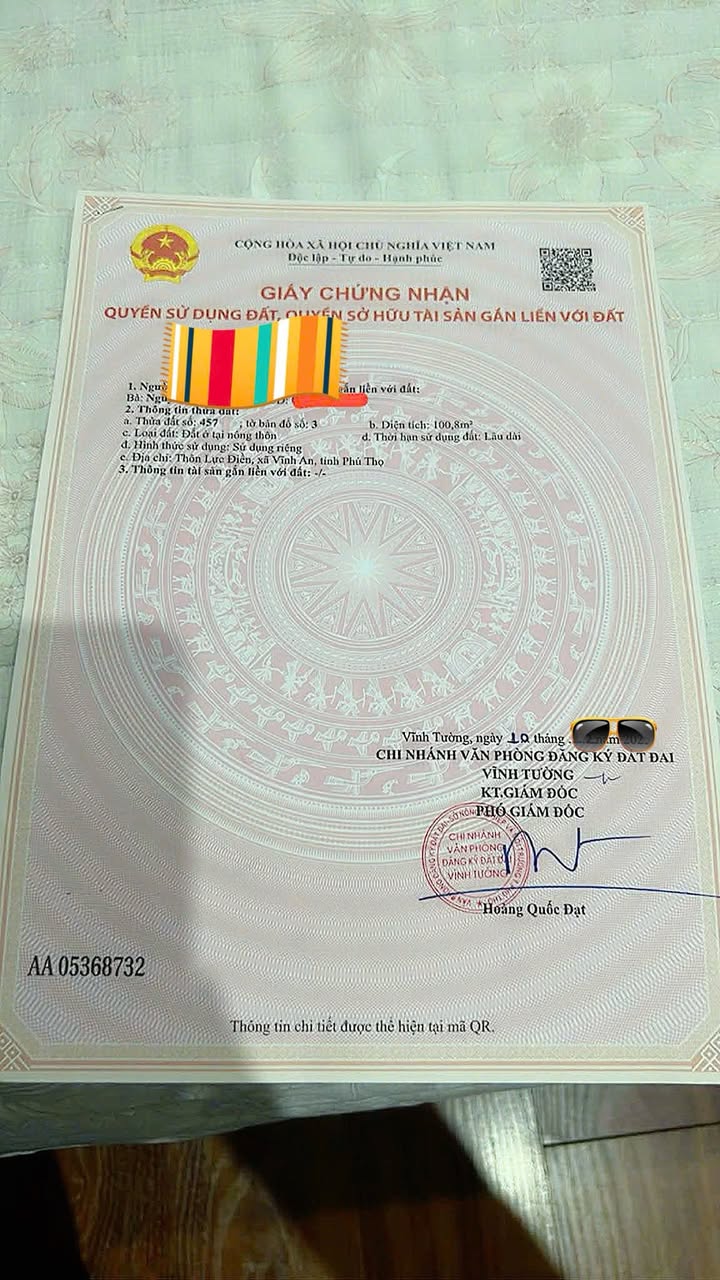 CỘNG HÒA XÃ HỘI CHỦ NGHĨA VIỆT NAM
Độc lập - Tự do - Hạnh phúc
GIẤY CHỨNG NHẬN
QUYỀN SỬ DỤNG ĐẤT, QUYỀN SỞ HỮU TÀI SẢN GẮN LIỀN VỚI ĐẤT
1. gắn liền với đất:
Bà:
2. Thông tin thửa đất:
a. Thửa đất số: 457 ; tờ bản đồ số: 3 b. Diện tích: 100,8m²
c. Loại đất: Đất ở tại nông thôn d. Thời hạn sử dụng đất: Lâu dài
đ. Hình thức sử dụng: Sử dụng riêng
e. Địa chỉ: Thôn Lực Điền, xã Vĩnh An, tỉnh Phú Thọ
3. Thông tin tài sản gắn liền với đất: -/-
Vĩnh Tường, ngày 10 tháng
CHI NHÁNH VĂN PHÒNG ĐĂNG KÝ ĐẤT ĐAI
VĨNH TƯỜNG
KT.GIÁM ĐỐC
PHÓ GIÁM ĐỐC
CHI NHÁNH
VĂN PHÒNG
ĐĂNG KÝ ĐẤT
VĨNH TƯỜNG
Hoàng Quốc Đạt
AA 05368732
Thông tin chi tiết được thể hiện tại mã QR.